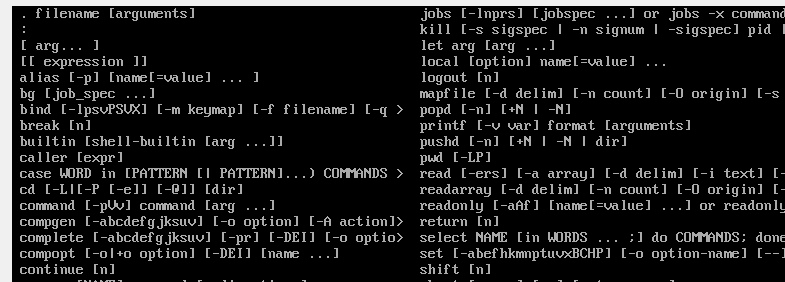 . filename [arguments]
:
[ arg... ]
[[ expression ]]
alias [-p] [name[=value] ... ]
bg [job_spec ...]
bind [-lpsvPSVX] [-m keymap] [-f filename] [-q >
break [n]
builtin [shell-builtin [arg ...]]
caller [expr]
case WORD in [PATTERN [| PATTERN]...) COMMANDS >
cd [-L|[-P [-e]] [-@]] [dir]
command [-pVv] command [arg ...]
compgen [-abcdefgjksuv] [-o option] [-A action]>
complete [-abcdefgjksuv] [-pr] [-DEI] [-o optio>
compopt [-o|+o option] [-DEI] [name ...]
continue [n]
jobs [-lnprs] [jobspec ...] or jobs -x command
kill [-s sigspec | -n signum | -sigspec] pid |
let arg [arg ...]
local [option] name[=value] ...
logout [n]
mapfile [-d delim] [-n count] [-O origin] [-s
popd [-n] [+N | -N]
printf [-v var] format [arguments]
pushd [-n] [+N | -N | dir]
pwd [-LP]
read [-ers] [-a array] [-d delim] [-i text] [-
readarray [-d delim] [-n count] [-O origin] [-
readonly [-aAf] [name[=value] ...] or readonly
return [n]
select NAME [in WORDS ... ;] do COMMANDS; done
set [-abefhkmnptuvxBCHP] [-o option-name] [--]
shift [n]